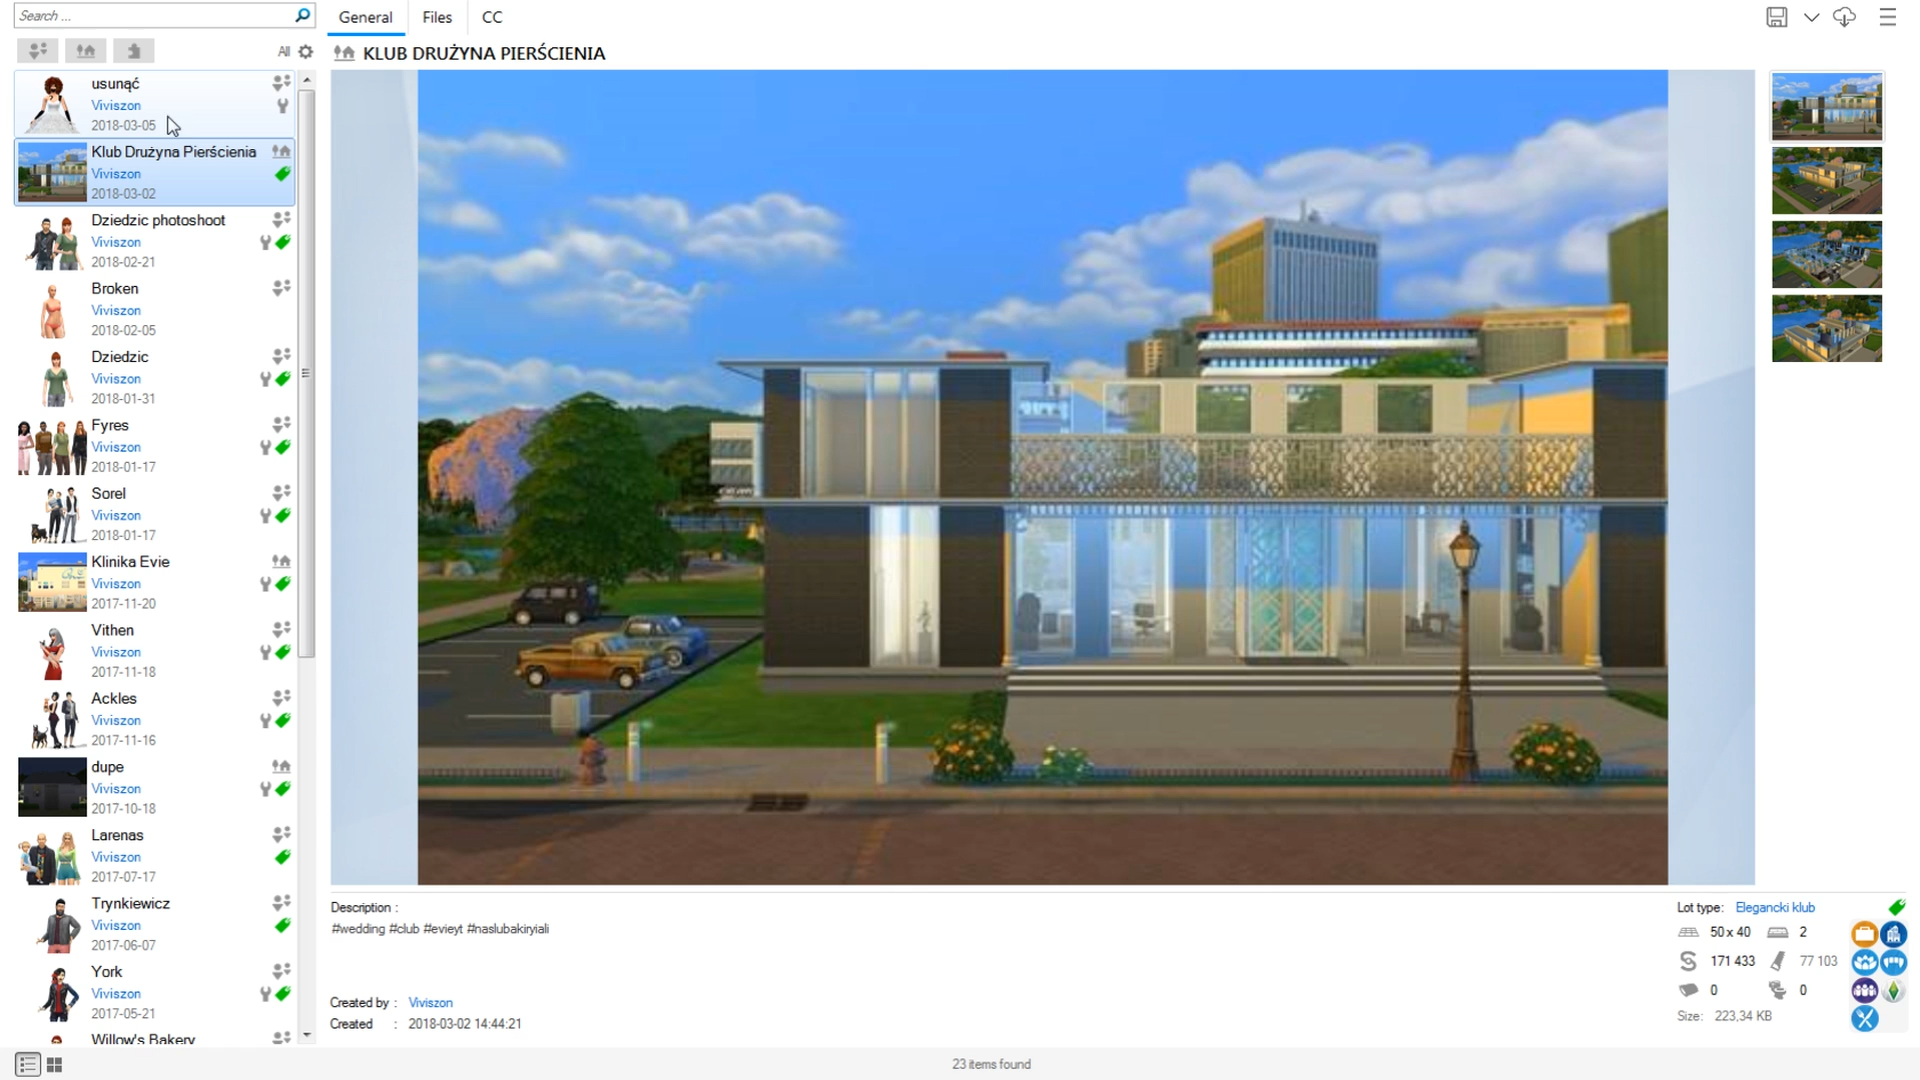 Search ...
General
Files
CC
All
KLUB DRUŻYNA PIERŚCIENIA
usunąć
Viviszon
2018-03-05
Klub Drużyna Pierścienia
Viviszon
2018-03-02
Dziedzic photoshoot
Viviszon
2018-02-21
Broken
Viviszon
2018-02-05
Dziedzic
Viviszon
2018-01-31
Fyres
Viviszon
2018-01-17
Sorel
Viviszon
2018-01-17
Klinika Evie
Viviszon
2017-11-20
Vithen
Viviszon
2017-11-18
Ackles
Viviszon
2017-11-16
dupe
Viviszon
2017-10-18
Larenas
Viviszon
2017-07-17
Trynkiewicz
Viviszon
2017-06-07
York
Viviszon
2017-05-21
Willow's Bakery
Description :
#wedding #club #evieyt #naslubakiryiali
Created by : Viviszon
Created : 2018-03-02 14:44:21
Lot type: Elegancki klub
50 x 40 2
171 433 77 103
0 0
Size: 223,34 KB
23 items found